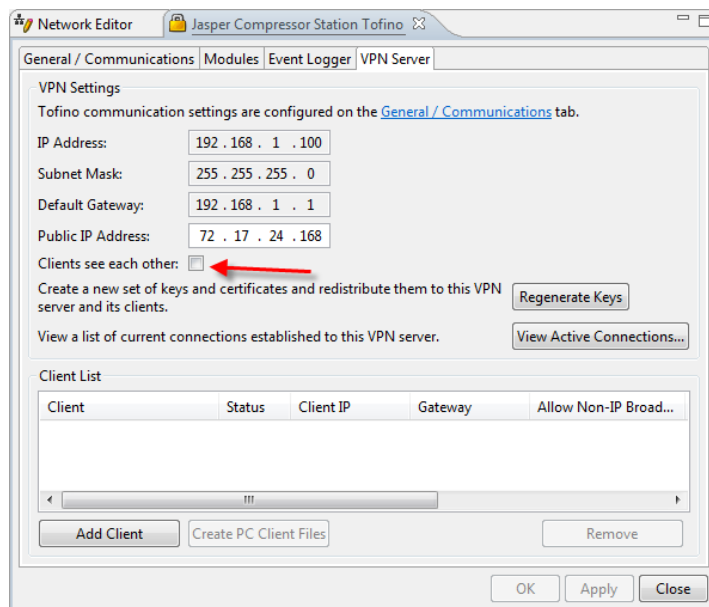 Network Editor
Jasper Compressor Station Tofino
General / Communications
Modules
Event Logger
VPN Server
VPN Settings
Tofino communication settings are configured on the General / Communications tab.
IP Address: 192 . 168 . 1 . 100
Subnet Mask: 255 . 255 . 255 . 0
Default Gateway: 192 . 168 . 1 . 1
Public IP Address: 72 . 17 . 24 . 168
Clients see each other:
Create a new set of keys and certificates and redistribute them to this VPN
server and its clients.
Regenerate Keys
View a list of current connections established to this VPN server.
View Active Connections...
Client List
Client Status Client IP Gateway Allow Non-IP Broad...
Add Client
Create PC Client Files
Remove
OK
Apply
Close